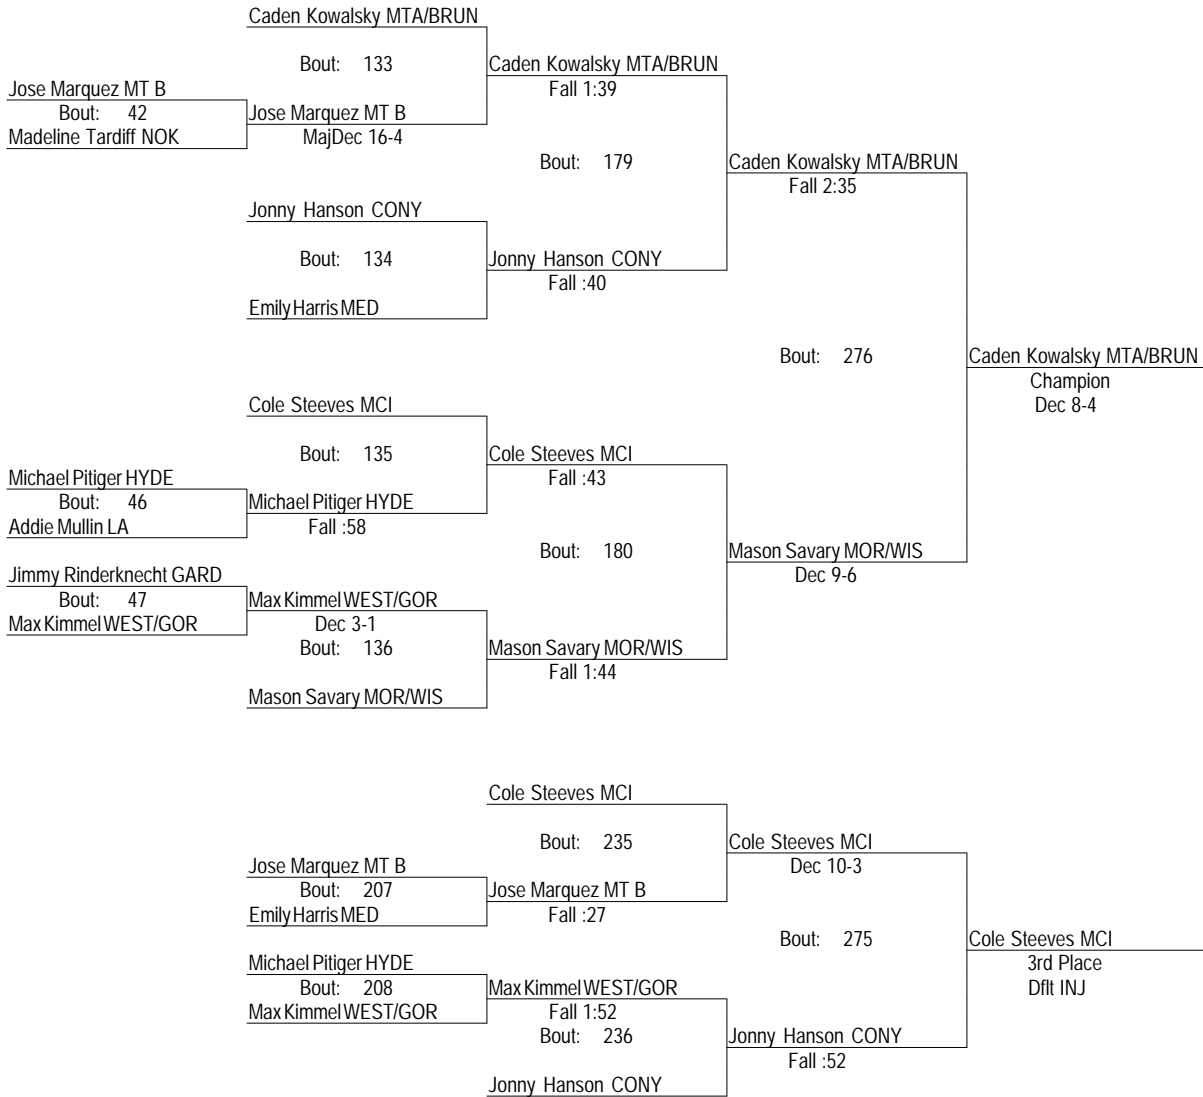 Caden Kowalsky MTA/BRUN
Bout: 133
Caden Kowalsky MTA/BRUN
Fall 1:39
Jose Marquez MT B
Bout: 42
Madeline Tardiff NOK
Jose Marquez MT B
MajDec 16-4
Bout: 179
Caden Kowalsky MTA/BRUN
Fall 2:35
Jonny Hanson CONY
Bout: 134
Jonny Hanson CONY
Fall :40
Emily Harris MED
Bout: 276
Caden Kowalsky MTA/BRUN
Champion
Dec 8-4
Cole Steeves MCI
Bout: 135
Cole Steeves MCI
Fall :43
Michael Pitiger HYDE
Bout: 46
Addie Mullin LA
Michael Pitiger HYDE
Fall :58
Bout: 180
Mason Savary MOR/WIS
Dec 9-6
Jimmy Rinderknecht GARD
Bout: 47
Max Kimmel WEST/GOR
Max Kimmel WEST/GOR
Dec 3-1
Bout: 136
Mason Savary MOR/WIS
Fall 1:44
Mason Savary MOR/WIS
Cole Steeves MCI
Bout: 235
Cole Steeves MCI
Dec 10-3
Jose Marquez MT B
Bout: 207
Emily Harris MED
Jose Marquez MT B
Fall :27
Bout: 275
Cole Steeves MCI
3rd Place
Dflt INJ
Michael Pitiger HYDE
Bout: 208
Max Kimmel WEST/GOR
Max Kimmel WEST/GOR
Fall 1:52
Bout: 236
Jonny Hanson CONY
Fall :52
Jonny Hanson CONY